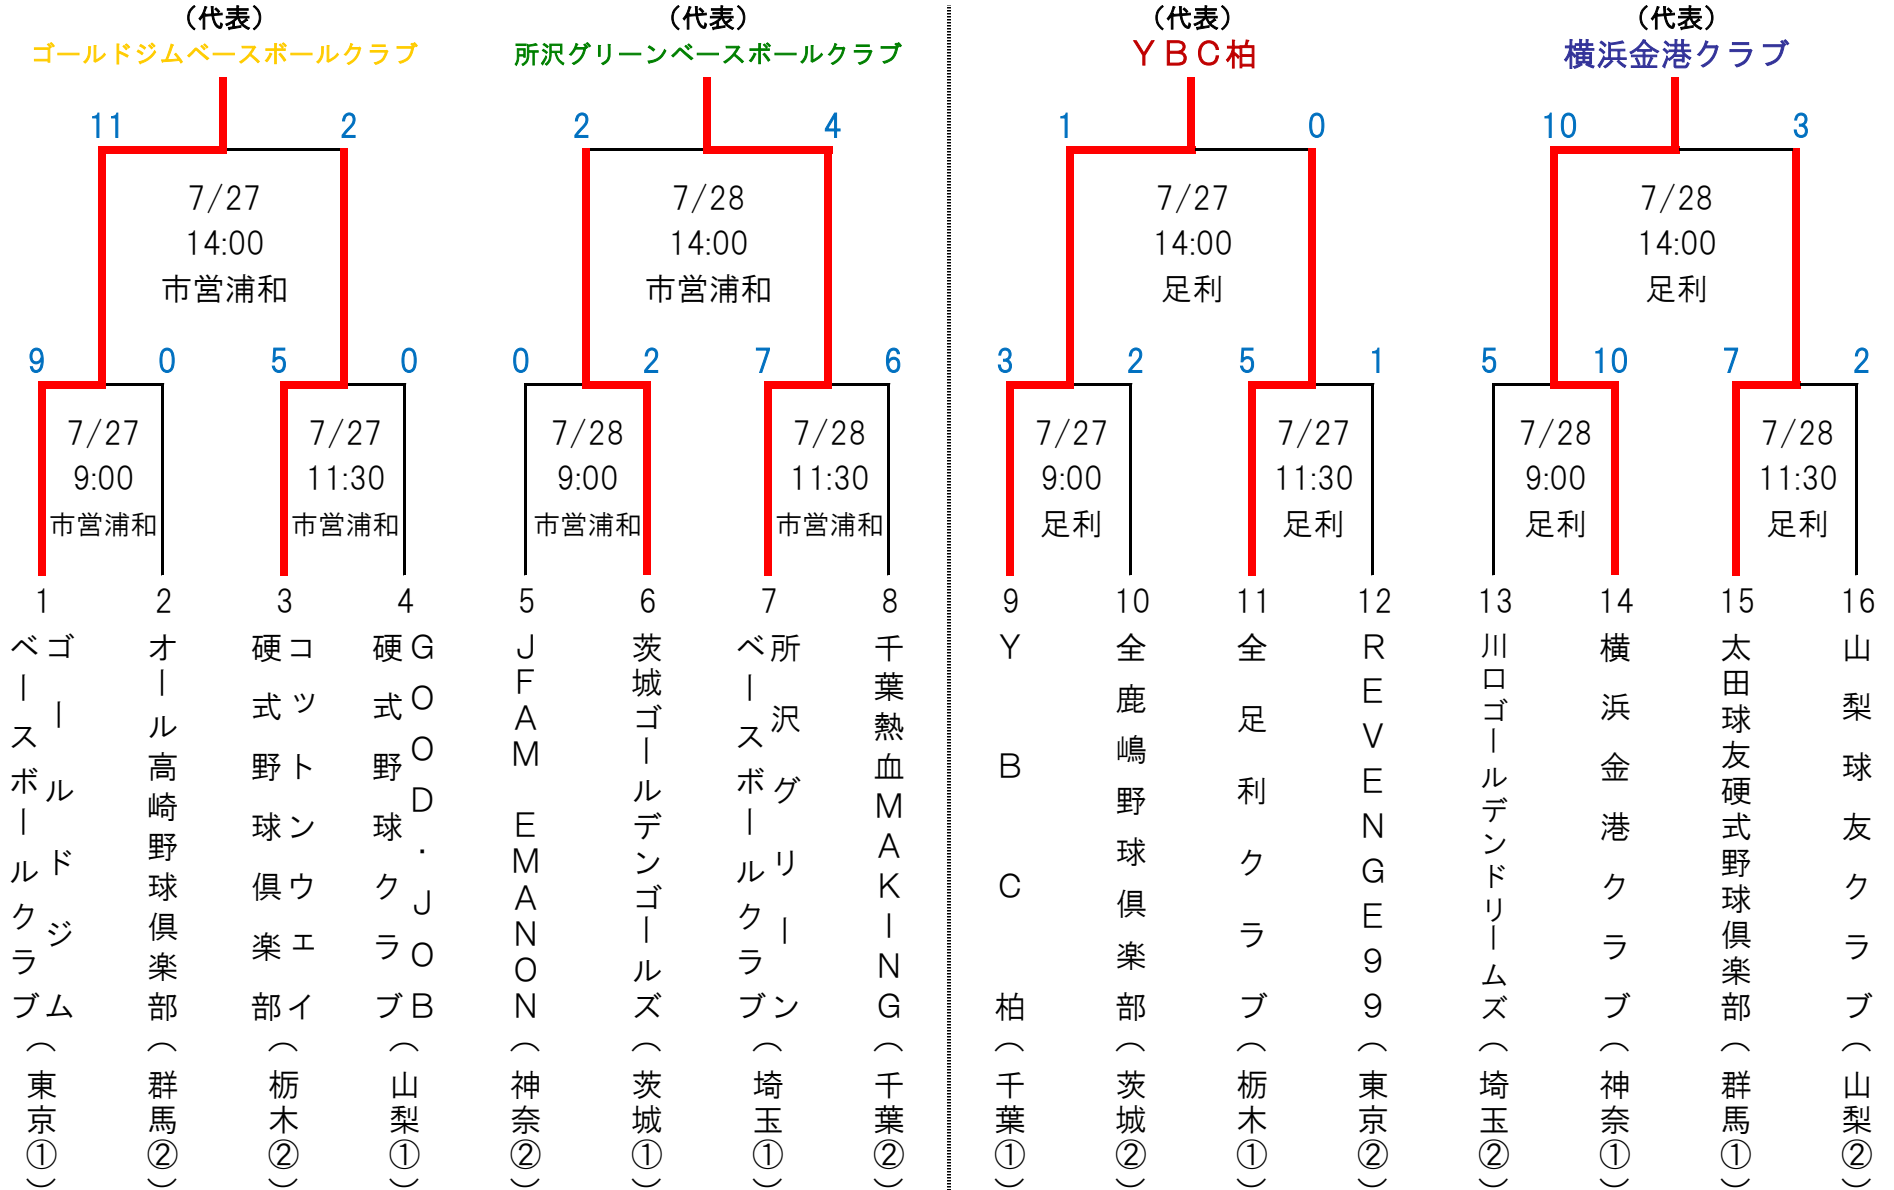 (代表)
ゴールドジムベースボールクラブ
(代表)
所沢グリーンベースボールクラブ
(代表)
YBC柏
(代表)
横浜金港クラブ
11
2
2
4
1
0
10
3
7/27
14:00
市営浦和
7/28
14:00
市営浦和
7/27
14:00
足利
7/28
14:00
足利
9
0
5
0
0
2
7
6
3
2
5
1
5
10
7
2
7/27
9:00
市営浦和
7/27
11:30
市営浦和
7/28
9:00
市営浦和
7/28
11:30
市営浦和
7/27
9:00
足利
7/27
11:30
足利
7/28
9:00
足利
7/28
11:30
足利
1
ゴールドジム
ベースボールクラブ
(東京①)
2
オール高崎野球倶楽部
(群馬②)
3
コットンウェイ
硬式野球倶楽部
(栃木②)
4
GOOOD・JOB
硬式野球クラブ
(山梨①)
5
JFAM EMANON
(神奈②)
6
茨城ゴールデンゴールズ
(茨城①)
7
所沢グリーン
ベースボールクラブ
(埼玉①)
8
千葉熱血MAKING
(千葉②)
9
YBC柏
(千葉①)
10
全鹿嶋野球倶楽部
(茨城②)
11
全足利クラブ
(栃木①)
12
REVENGE99
(東京②)
13
川口ゴールデンドリームズ
(埼玉②)
14
横浜金港クラブ
(神奈①)
15
太田球友硬式野球倶楽部
(群馬①)
16
山梨球友クラブ
(山梨②)